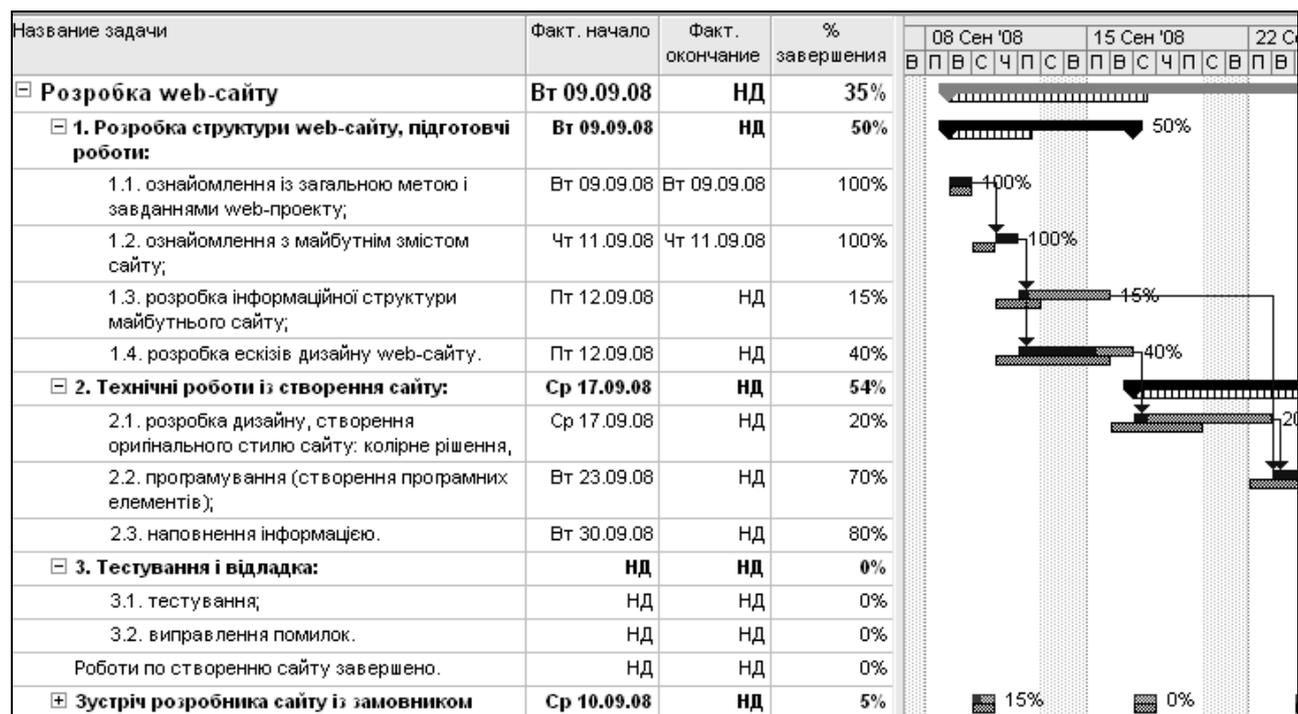 Название задачи Факт. начало Факт. окончание % завершения 08 Сен '08 15 Сен '08 22 С
В П В С Ч П С В П В С Ч П С В П В
Розробка web-сайту Вт 09.09.08 НД 35%
1. Розробка структури web-сайту, підготовчі Вт 09.09.08 НД 50% 50%
роботи:
1.1. ознайомлення із загальною метою і Вт 09.09.08 Вт 09.09.08 100% 100%
завданнями web-проекту;
1.2. ознайомлення з майбутнім змістом Чт 11.09.08 Чт 11.09.08 100% 100%
сайту;
1.3. розробка інформаційної структури Пт 12.09.08 НД 15% 15%
майбутнього сайту;
1.4. розробка ескізів дизайну web-сайту. Пт 12.09.08 НД 40% 40%
2. Технічні роботи із створення сайту: Ср 17.09.08 НД 54%
2.1. розробка дизайну, створення Ср 17.09.08 НД 20% 20
оригінального стилю сайту: колірне рішення,
2.2. програмування (створення програмних Вт 23.09.08 НД 70%
елементів);
2.3. наповнення інформацією. Вт 30.09.08 НД 80%
3. Тестування і відладка: НД НД 0%
3.1. тестування; НД НД 0%
3.2. виправлення помилок. НД НД 0%
Роботи по створенню сайту завершено. НД НД 0%
Зустріч розробника сайту із замовником Ср 10.09.08 НД 5% 15% 0%